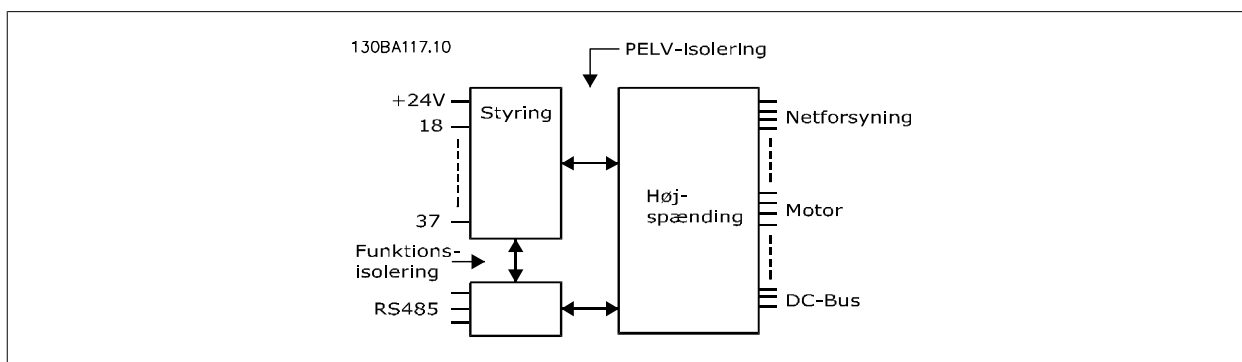 130BA117.10
PELV-isolering
+24V
Styring
18
37
Høj-
spænding
Netforsyning
Motor
DC-Bus
Funktions-
isolering
RS485